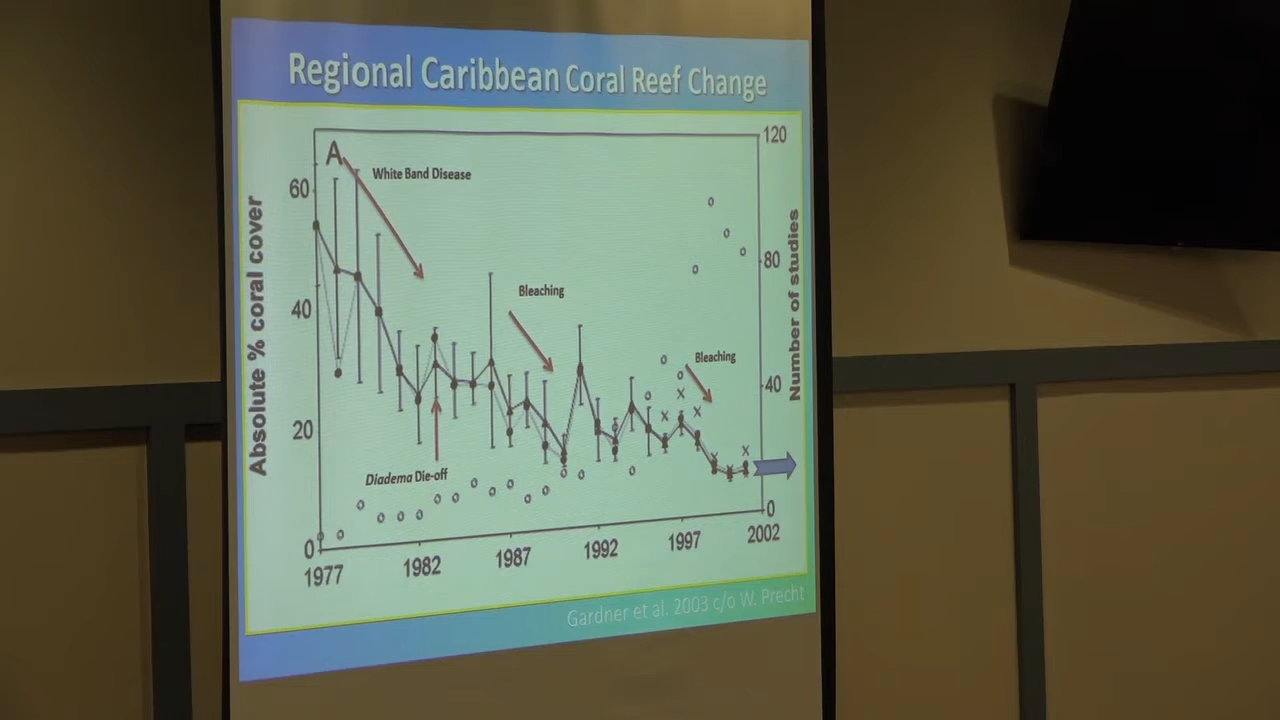 Regional Caribbean Coral Reef Change
A
White Band Disease
Bleaching
Bleaching
Diadema Die-off
Absolute % coral cover
60
40
20
0
Number of studies
120
80
40
0
1977
1982
1987
1992
1997
2002
Gardner et al. 2003 c/o W. Precht